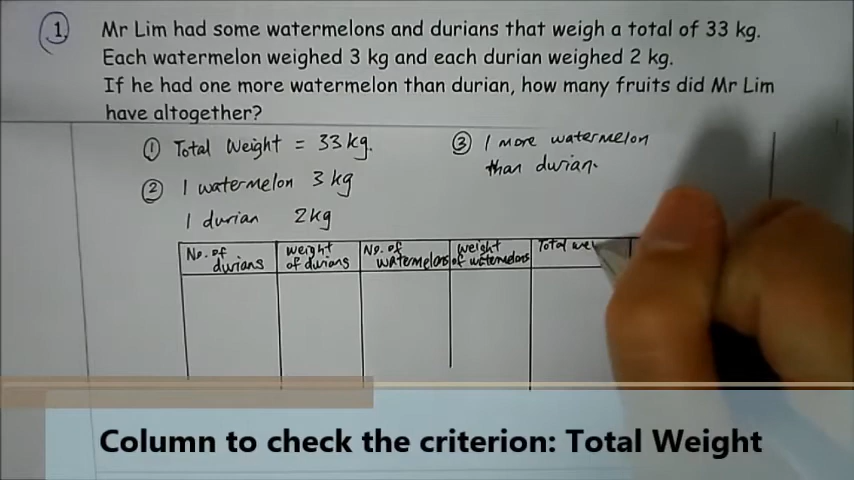 1 Mr Lim had some watermelons and durians that weigh a total of 33 kg.
Each watermelon weighed 3 kg and each durian weighed 2 kg.
If he had one more watermelon than durian, how many fruits did Mr Lim
have altogether?
① Total Weight = 33kg.
② 1 watermelon 3 kg
1 durian 2kg
③ 1 more watermelon
than durian.
No. of durians
weight of durians
No. of watermelons
weight of watermelons
Total we
Column to check the criterion: Total Weight